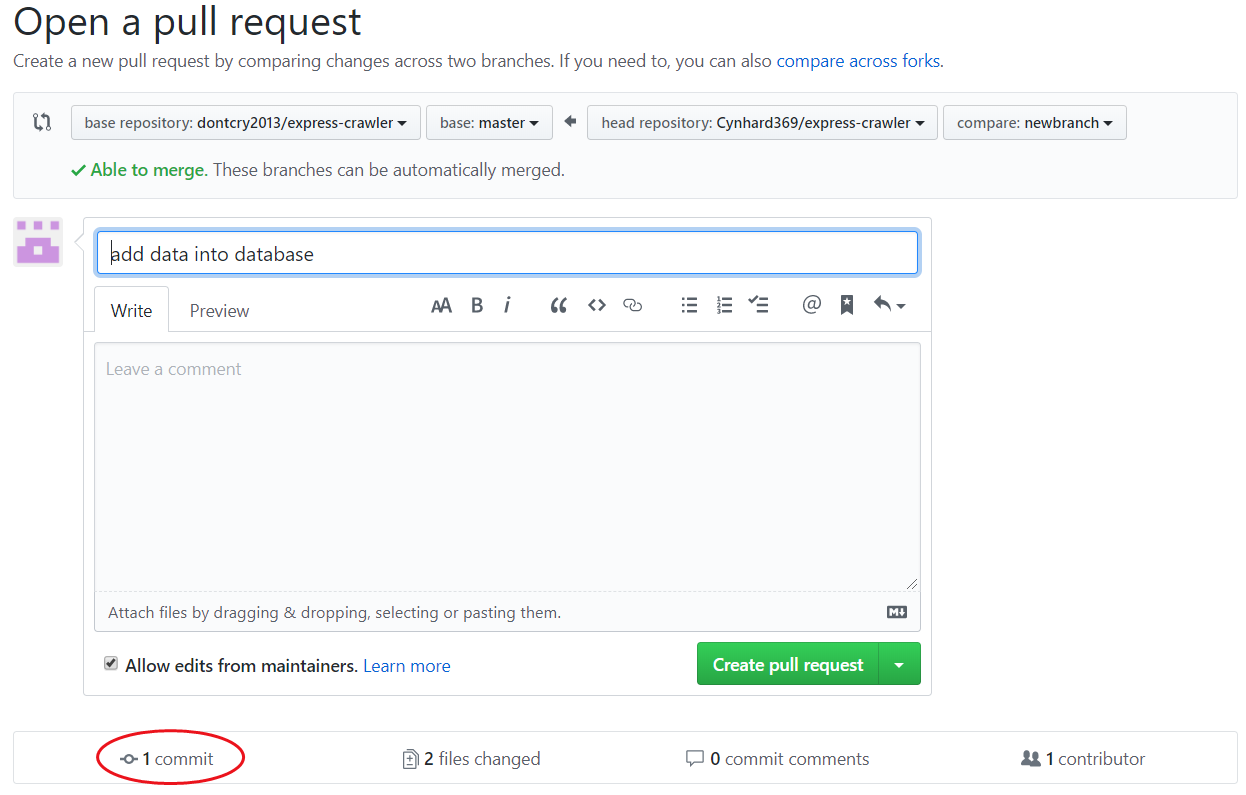 Open a pull request
Create a new pull request by comparing changes across two branches. If you need to, you can also compare across forks.
base repository: dontcry2013/express-crawler base: master head repository: Cynhard369/express-crawler compare: newbranch
Able to merge. These branches can be automatically merged.
add data into database
Write Preview
Leave a comment
Attach files by dragging & dropping, selecting or pasting them.
Allow edits from maintainers. Learn more Create pull request
1 commit 2 files changed 0 commit comments 1 contributor